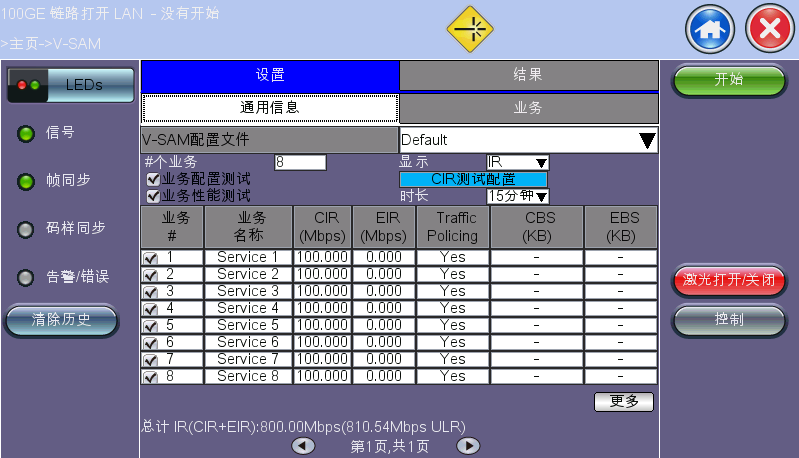 100GE 链路打开 LAN - 没有开始
>主页->V-SAM
LEDs
信号
帧同步
码样同步
告警/错误
清除历史
设置 结果
通用信息 业务
V-SAM配置文件 Default
#个业务 8 显示 IR
业务配置测试 CIR测试配置
业务性能测试 时长 15分钟
业务 # 业务 名称 CIR (Mbps) EIR (Mbps) Traffic Policing CBS (KB) EBS (KB)
1 Service 1 100.000 0.000 Yes - -
2 Service 2 100.000 0.000 Yes - -
3 Service 3 100.000 0.000 Yes - -
4 Service 4 100.000 0.000 Yes - -
5 Service 5 100.000 0.000 Yes - -
6 Service 6 100.000 0.000 Yes - -
7 Service 7 100.000 0.000 Yes - -
8 Service 8 100.000 0.000 Yes - -
更多
总计 IR(CIR+EIR):800.00Mbps(810.54Mbps ULR)
第1页,共1页
开始
激光打开/关闭
控制